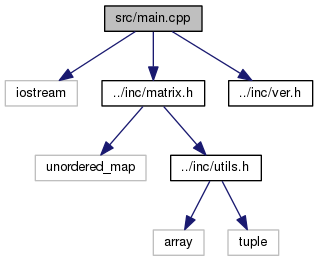 src/main.cpp
iostream
../inc/matrix.h
../inc/ver.h
unordered_map
../inc/utils.h
array
tuple